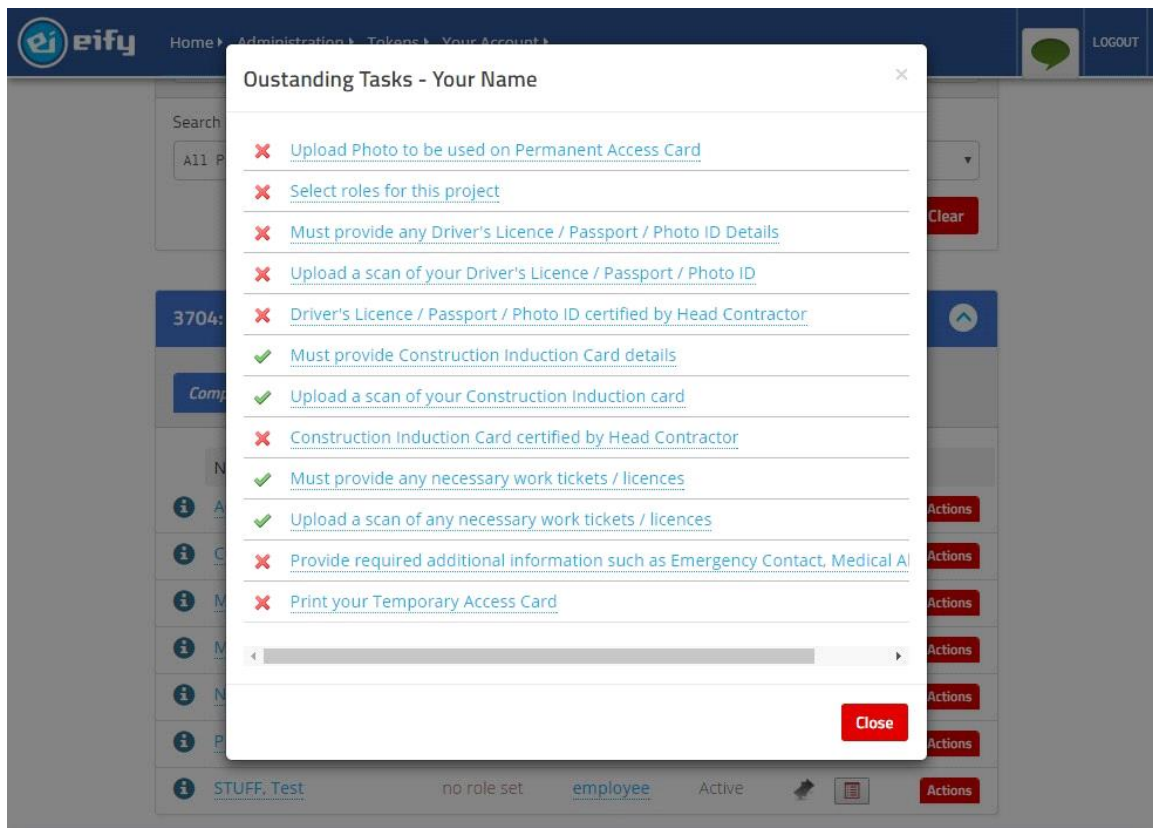 eify
Home Administration Tokens Your Account
LOGOUT
Oustanding Tasks - Your Name
×
Search
All P
Upload Photo to be used on Permanent Access Card
Select roles for this project
Clear
Must provide any Driver's Licence / Passport / Photo ID Details
Upload a scan of your Driver's Licence / Passport / Photo ID
3704:
Driver's Licence / Passport / Photo ID certified by Head Contractor
Must provide Construction Induction Card details
Comp
Upload a scan of your Construction Induction card
Construction Induction Card certified by Head Contractor
N
Must provide any necessary work tickets / licences
A
Actions
Upload a scan of any necessary work tickets / licences
C
Provide required additional information such as Emergency Contact, Medical Al
Actions
M
Print your Temporary Access Card
Actions
M
Actions
N
Actions
Close
P
Actions
STUFF, Test no role set employee Active Actions